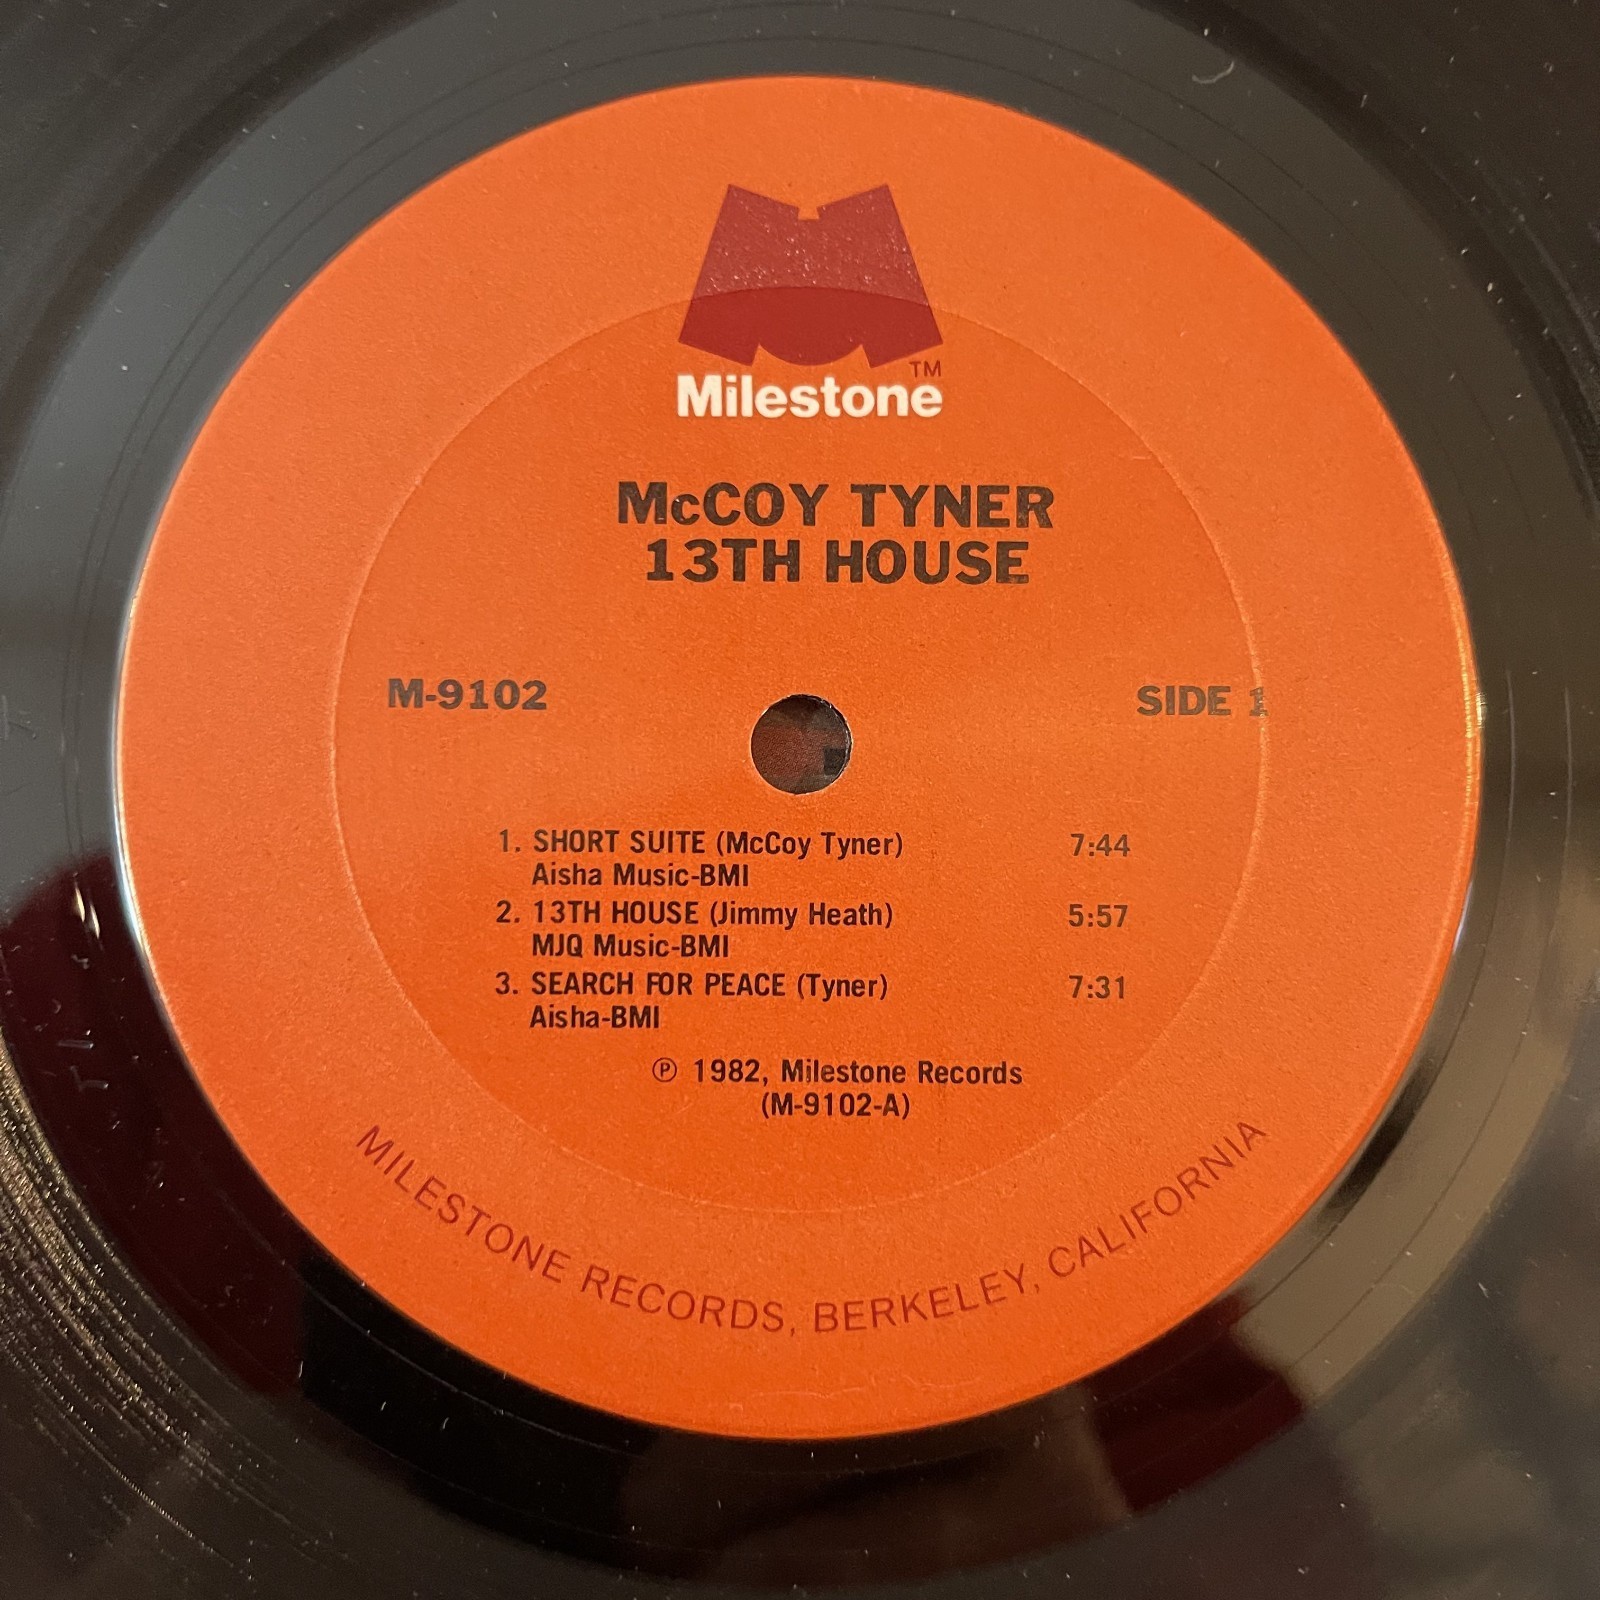 TM
Milestone
McCOY TYNER
13TH HOUSE
M-9102
SIDE 1
1. SHORT SUITE (McCoy Tyner) 7:44
Aisha Music-BMI
2. 13TH HOUSE (Jimmy Heath) 5:57
MJQ Music-BMI
3. SEARCH FOR PEACE (Tyner) 7:31
Aisha-BMI
℗ 1982, Milestone Records
(M-9102-A)
MILESTONE RECORDS, BERKELEY, CALIFORNIA